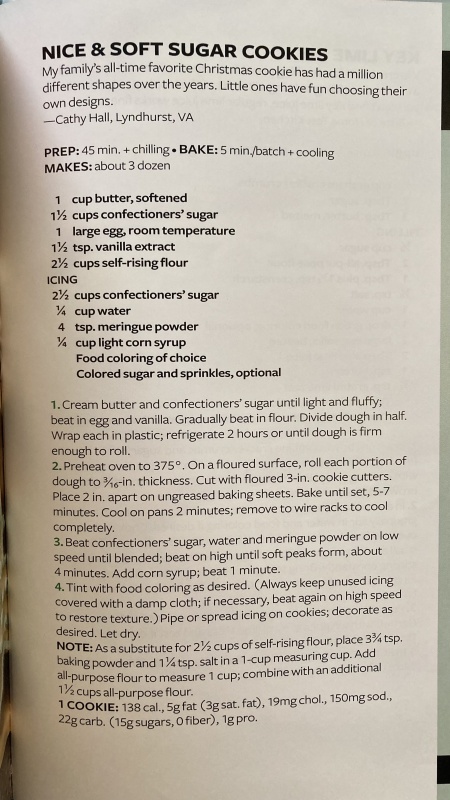 NICE & SOFT SUGAR COOKIES
My family's all-time favorite Christmas cookie has had a million
different shapes over the years. Little ones have fun choosing their
own designs.
—Cathy Hall, Lyndhurst, VA
PREP: 45 min. + chilling • BAKE: 5 min./batch + cooling
MAKES: about 3 dozen
1 cup butter, softened
1½ cups confectioners' sugar
1 large egg, room temperature
1½ tsp. vanilla extract
2½ cups self-rising flour
ICING
2½ cups confectioners' sugar
¼ cup water
4 tsp. meringue powder
¼ cup light corn syrup
Food coloring of choice
Colored sugar and sprinkles, optional
1. Cream butter and confectioners' sugar until light and fluffy;
beat in egg and vanilla. Gradually beat in flour. Divide dough in half.
Wrap each in plastic; refrigerate 2 hours or until dough is firm
enough to roll.
2. Preheat oven to 375°. On a floured surface, roll each portion of
dough to 3⁄16-in. thickness. Cut with floured 3-in. cookie cutters.
Place 2 in. apart on ungreased baking sheets. Bake until set, 5-7
minutes. Cool on pans 2 minutes; remove to wire racks to cool
completely.
3. Beat confectioners' sugar, water and meringue powder on low
speed until blended; beat on high until soft peaks form, about
4 minutes. Add corn syrup; beat 1 minute.
4. Tint with food coloring as desired. (Always keep unused icing
covered with a damp cloth; if necessary, beat again on high speed
to restore texture.) Pipe or spread icing on cookies; decorate as
desired. Let dry.
NOTE: As a substitute for 2½ cups of self-rising flour, place 3¾ tsp.
baking powder and 1¼ tsp. salt in a 1-cup measuring cup. Add
all-purpose flour to measure 1 cup; combine with an additional
1½ cups all-purpose flour.
1 COOKIE: 138 cal., 5g fat (3g sat. fat), 19mg chol., 150mg sod.,
22g carb. (15g sugars, 0 fiber), 1g pro.